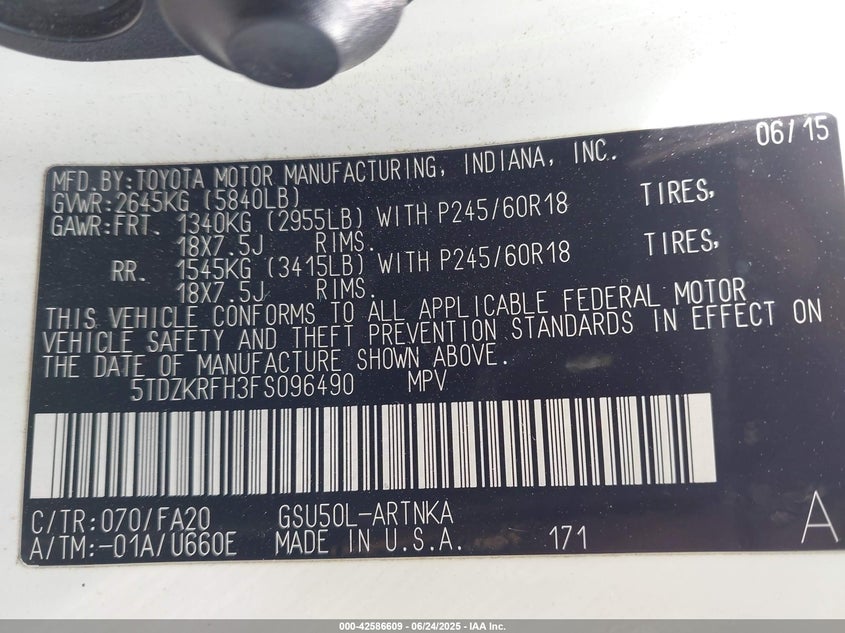 06/15
MFD.BY:TOYOTA MOTOR MANUFACTURING, INDIANA, INC.
GVWR:2645KG (5840LB)
GAWR:FRT. 1340KG (2955LB) WITH P245/60R18 TIRES,
18X7.5J RIMS.
RR. 1545KG (3415LB) WITH P245/60R18 TIRES,
18X7.5J RIMS.
THIS VEHICLE CONFORMS TO ALL APPLICABLE FEDERAL MOTOR
VEHICLE SAFETY AND THEFT PREVENTION STANDARDS IN EFFECT ON
THE DATE OF MANUFACTURE SHOWN ABOVE.
5TDZKRFH3FS096490 MPV
C/TR:070/FA20 GSU50L-ARTNKA
A/TM:-01A/U660E MADE IN U.S.A. 171 A
000-42586609 - 06/24/2025 - IAA Inc.